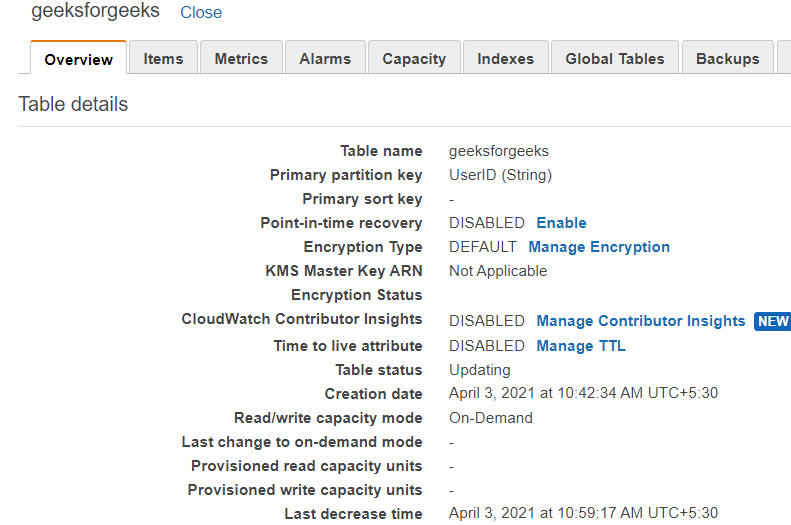 geeksforgeeks Close
Overview Items Metrics Alarms Capacity Indexes Global Tables Backups
Table details
Table name geeksforgeeks
Primary partition key UserID (String)
Primary sort key -
Point-in-time recovery DISABLED Enable
Encryption Type DEFAULT Manage Encryption
KMS Master Key ARN Not Applicable
Encryption Status
CloudWatch Contributor Insights DISABLED Manage Contributor Insights NEW
Time to live attribute DISABLED Manage TTL
Table status Updating
Creation date April 3, 2021 at 10:42:34 AM UTC+5:30
Read/write capacity mode On-Demand
Last change to on-demand mode -
Provisioned read capacity units -
Provisioned write capacity units -
Last decrease time April 3, 2021 at 10:59:17 AM UTC+5:30